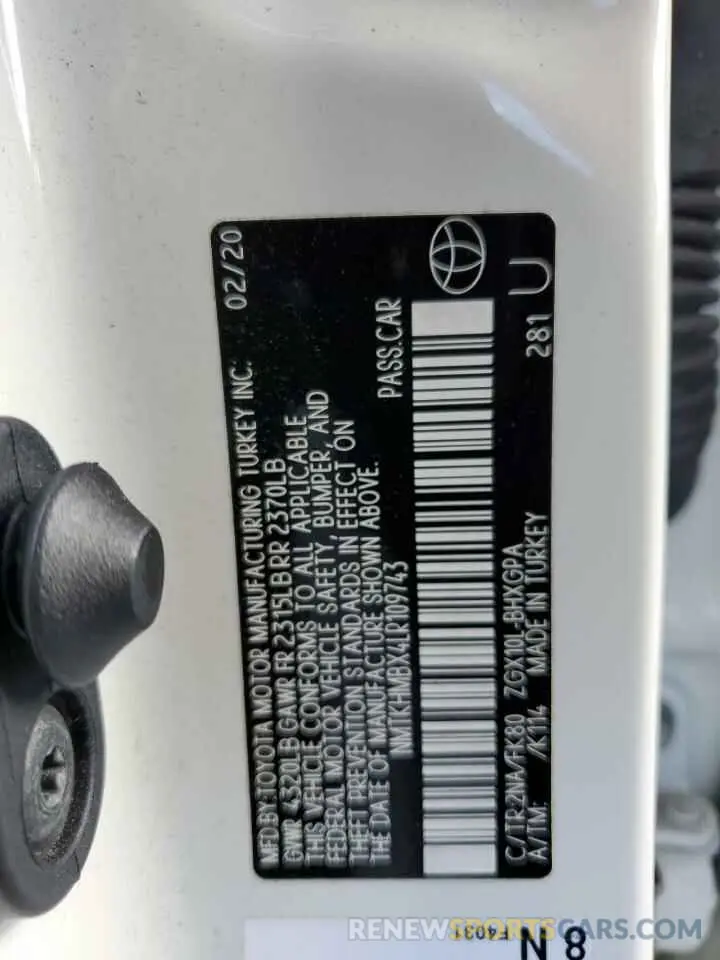 MFD BY: TOYOTA MOTOR MANUFACTURING TURKEY INC. 02/20
GVWR 4320LB GAWR FR 2315LB RR 2370LB
THIS VEHICLE CONFORMS TO ALL APPLICABLE
FEDERAL MOTOR VEHICLE SAFETY, BUMPER, AND
THEFT PREVENTION STANDARDS IN EFFECT ON
THE DATE OF MANUFACTURE SHOWN ABOVE.
NMTKHMBX4LR109743 PASS.CAR
C/TR:2NA/FK80 ZGX10L-BHXGPA 281 U
A/TM: /K114 MADE IN TURKEY
F4031
N 8
RENEWSPORTSCARGPA.COM